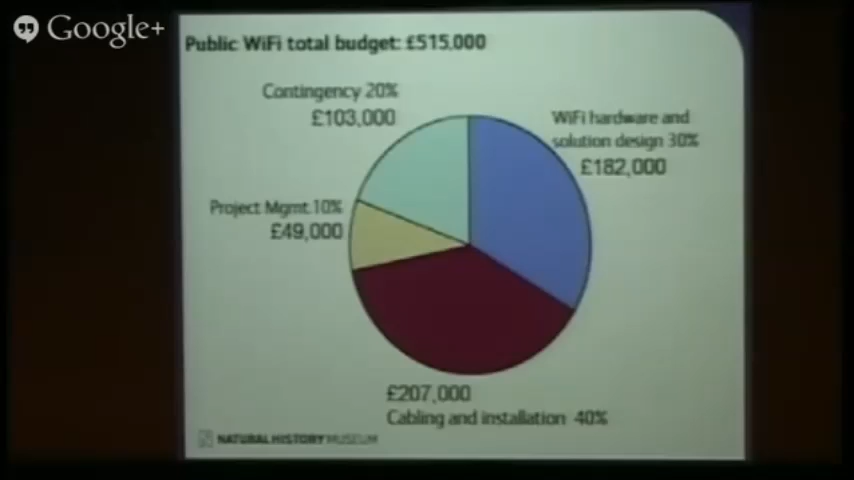 Google+
Public WiFi total budget: £515,000
Contingency 20%
£103,000
WiFi hardware and
solution design 30%
£182,000
Project Mgmt 10%
£49,000
£207,000
Cabling and installation 40%
NATURAL HISTORY MUSEUM